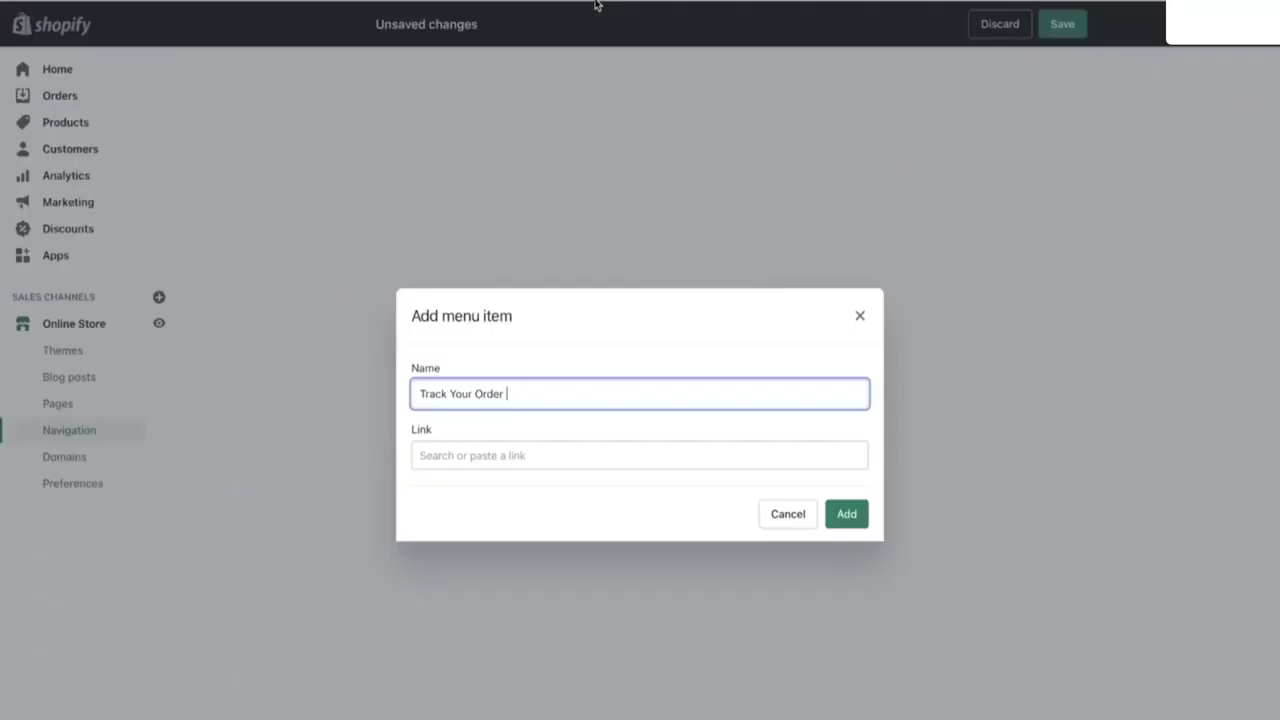 shopify
Unsaved changes
Discard
Save
Home
Orders
Products
Customers
Analytics
Marketing
Discounts
Apps
SALES CHANNELS
Online Store
Themes
Blog posts
Pages
Navigation
Domains
Preferences
Add menu item
Name
Track Your Order
Link
Search or paste a link
Cancel
Add